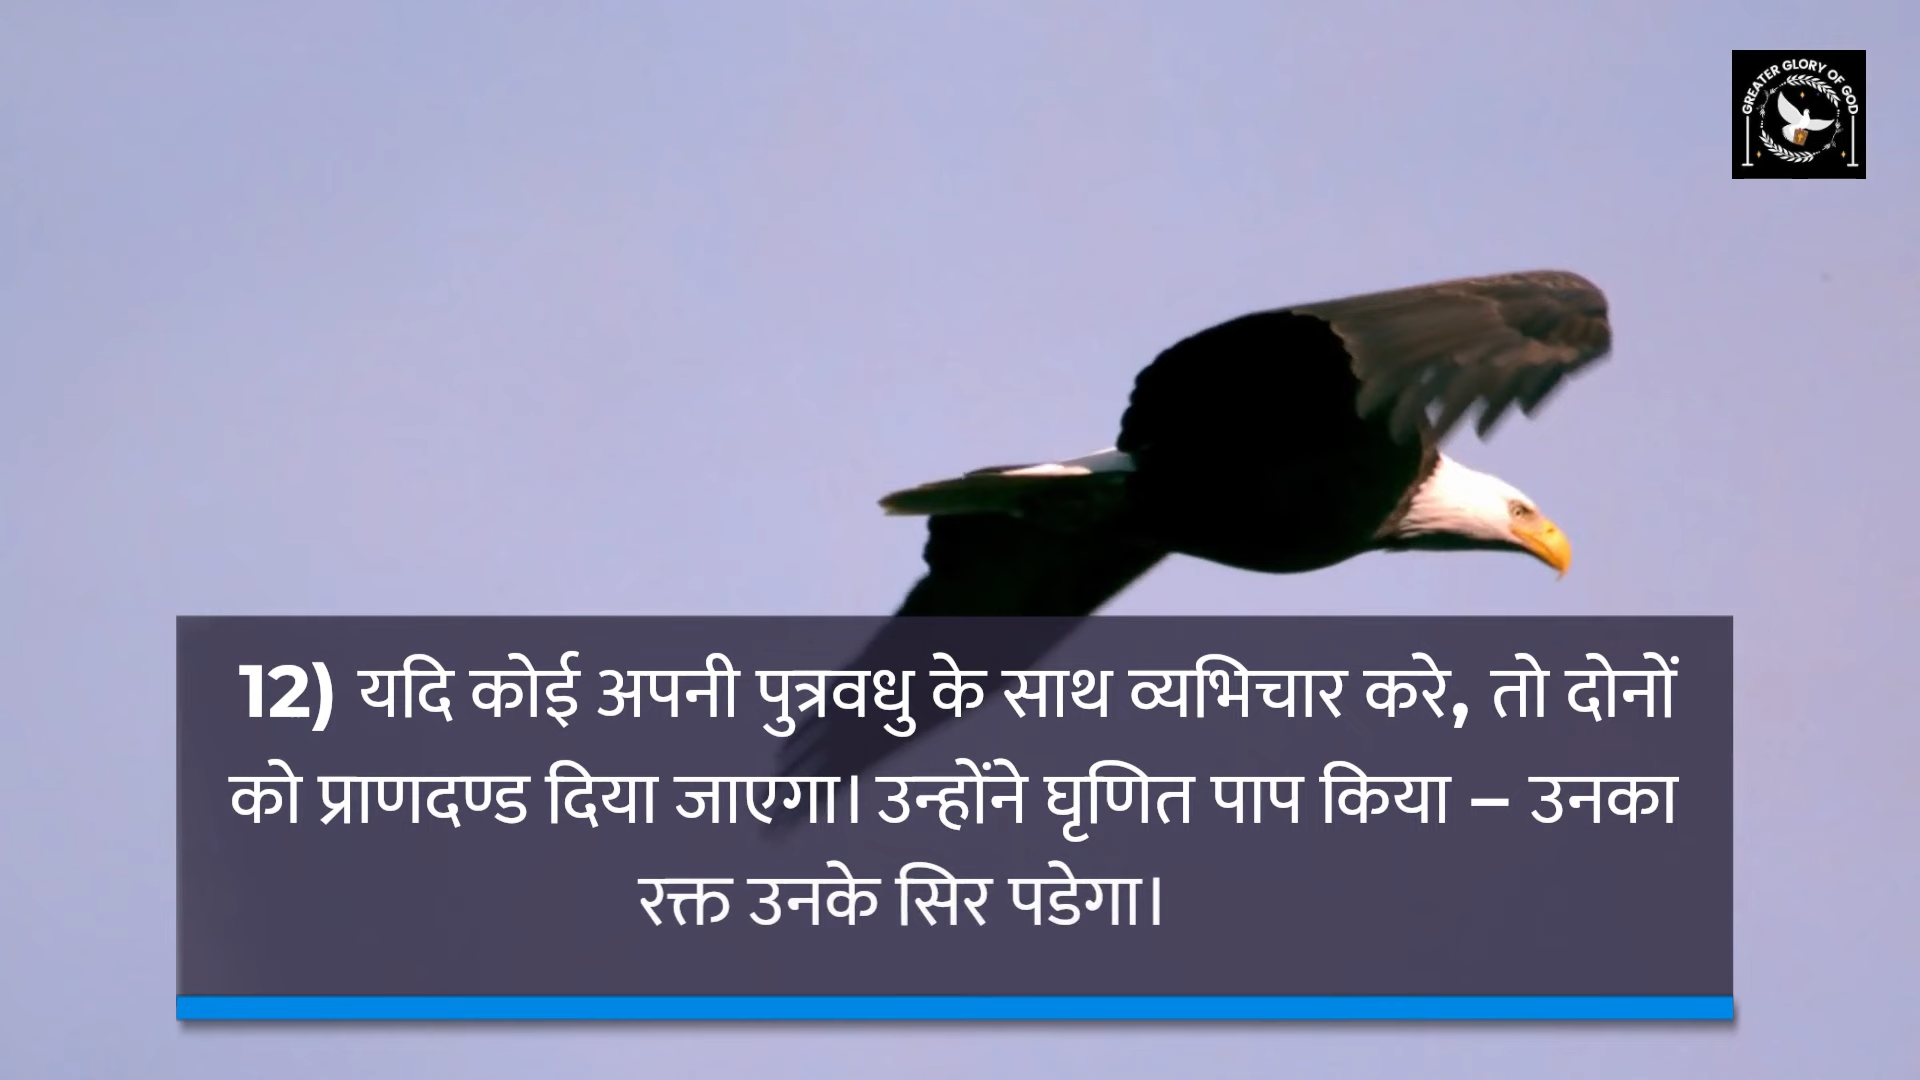 GREATER GLORY OF GOD
12) यदि कोई अपनी पुत्रवधु के साथ व्यभिचार करे, तो दोनों
को प्राणदण्ड दिया जाएगा। उन्होंने घृणित पाप किया – उनका
रक्त उनके सिर पडेगा।